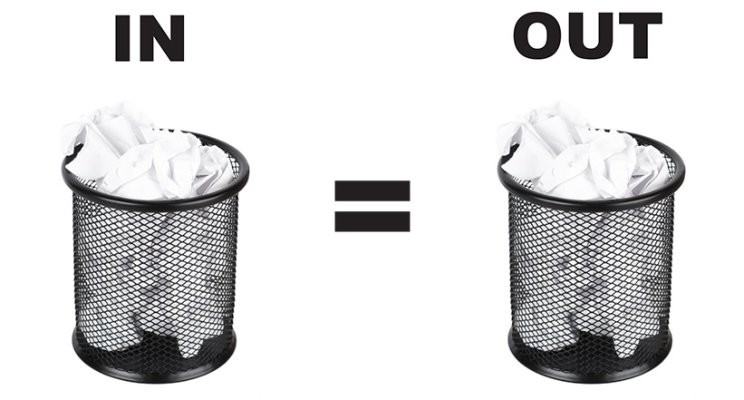 IN OUT
=